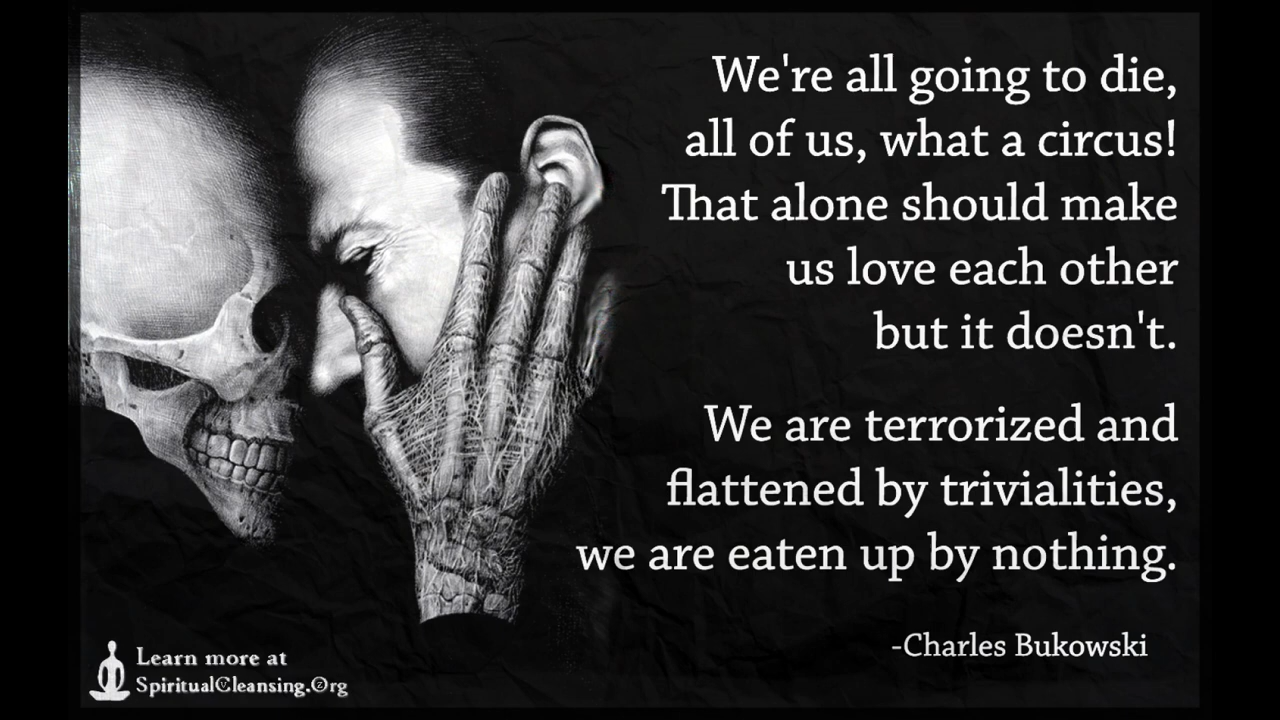 We're all going to die,
all of us, what a circus!
That alone should make
us love each other
but it doesn't.
We are terrorized and
flattened by trivialities,
we are eaten up by nothing.
-Charles Bukowski
Learn more at
SpiritualCleansing.Org